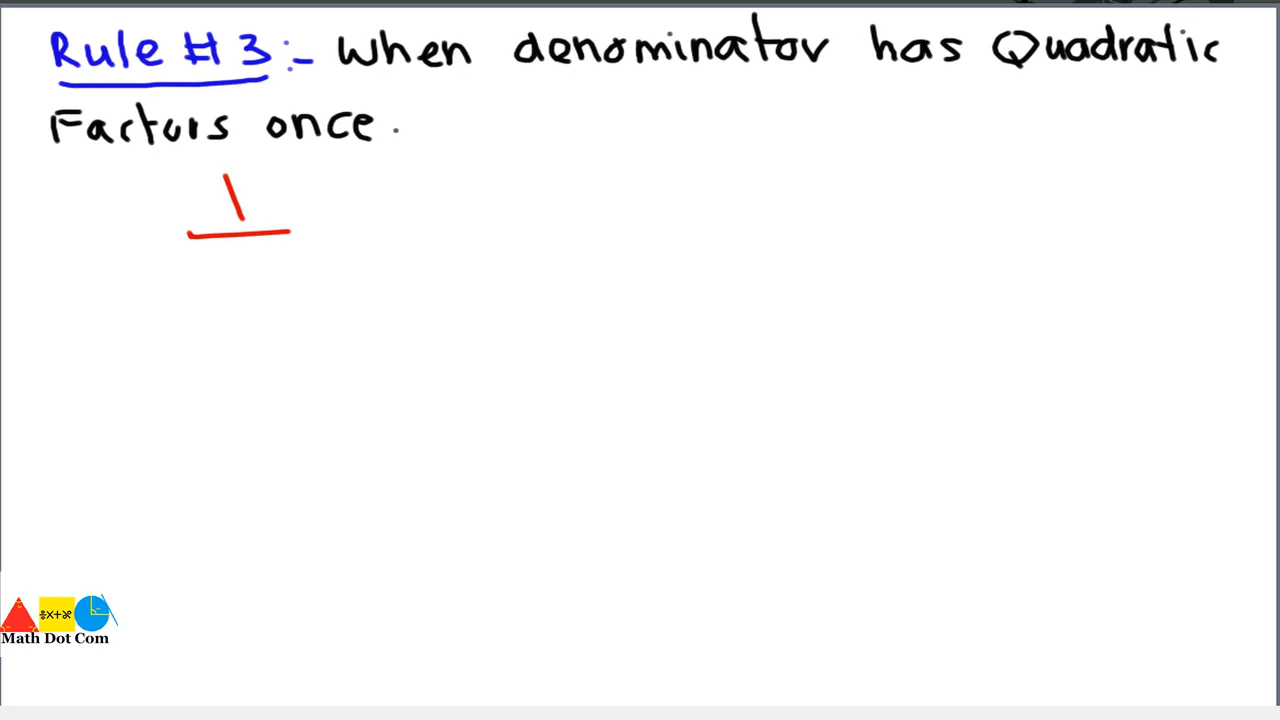 Rule # 3:- When denominator has Quadratic
Factors once.
1
÷×+
Math Dot Com